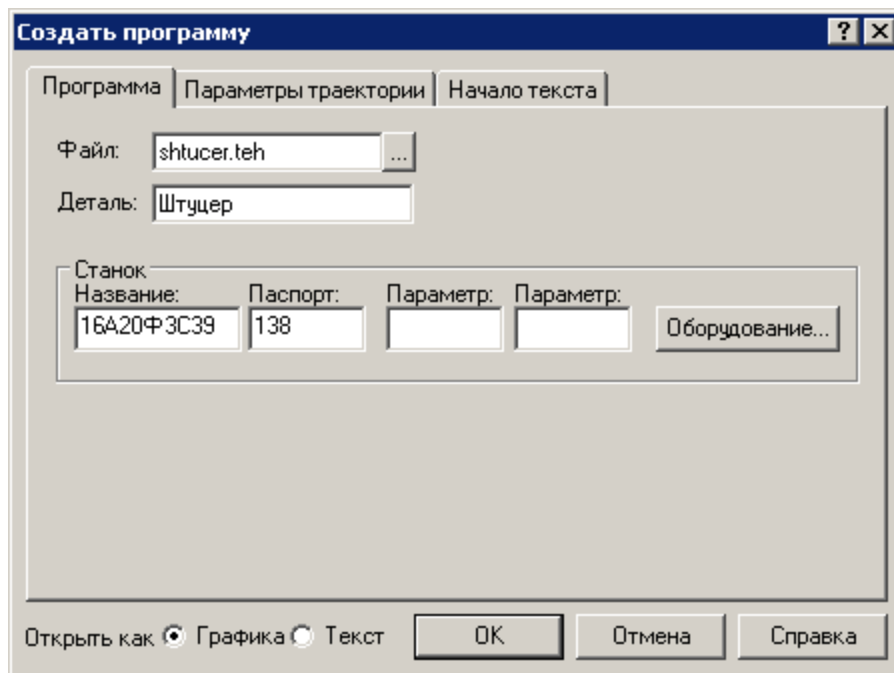 Создать программу
Программа Параметры траектории Начало текста
Файл: shtucer.teh ...
Деталь: Штуцер
Станок
Название: Паспорт: Параметр: Параметр:
16А20Ф3С39 138 Оборудование...
Открыть как Графика Текст OK Отмена Справка